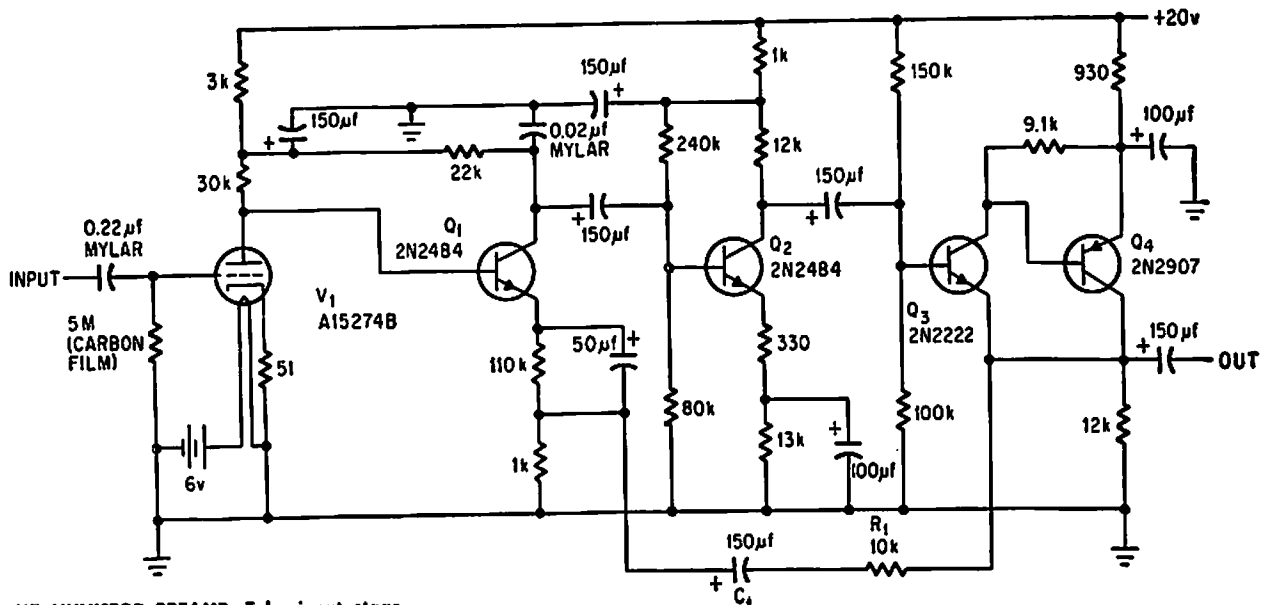 +20v
3k
150µf
+
150µf
+
0.02µf
MYLAR
22k
30k
240k
1k
12k
150k
930
9.1k
100µf
+
0.22µf
MYLAR
INPUT
5M
(CARBON
FILM)
6v
51
V1
A15274B
Q1
2N2484
150µf
+
110k
50µf
+
1k
80k
Q2
2N2484
330
13k
100µf
+
150µf
+
100k
Q3
2N2222
Q4
2N2907
150µf
+
OUT
12k
150µf
+
C1
R1
10k